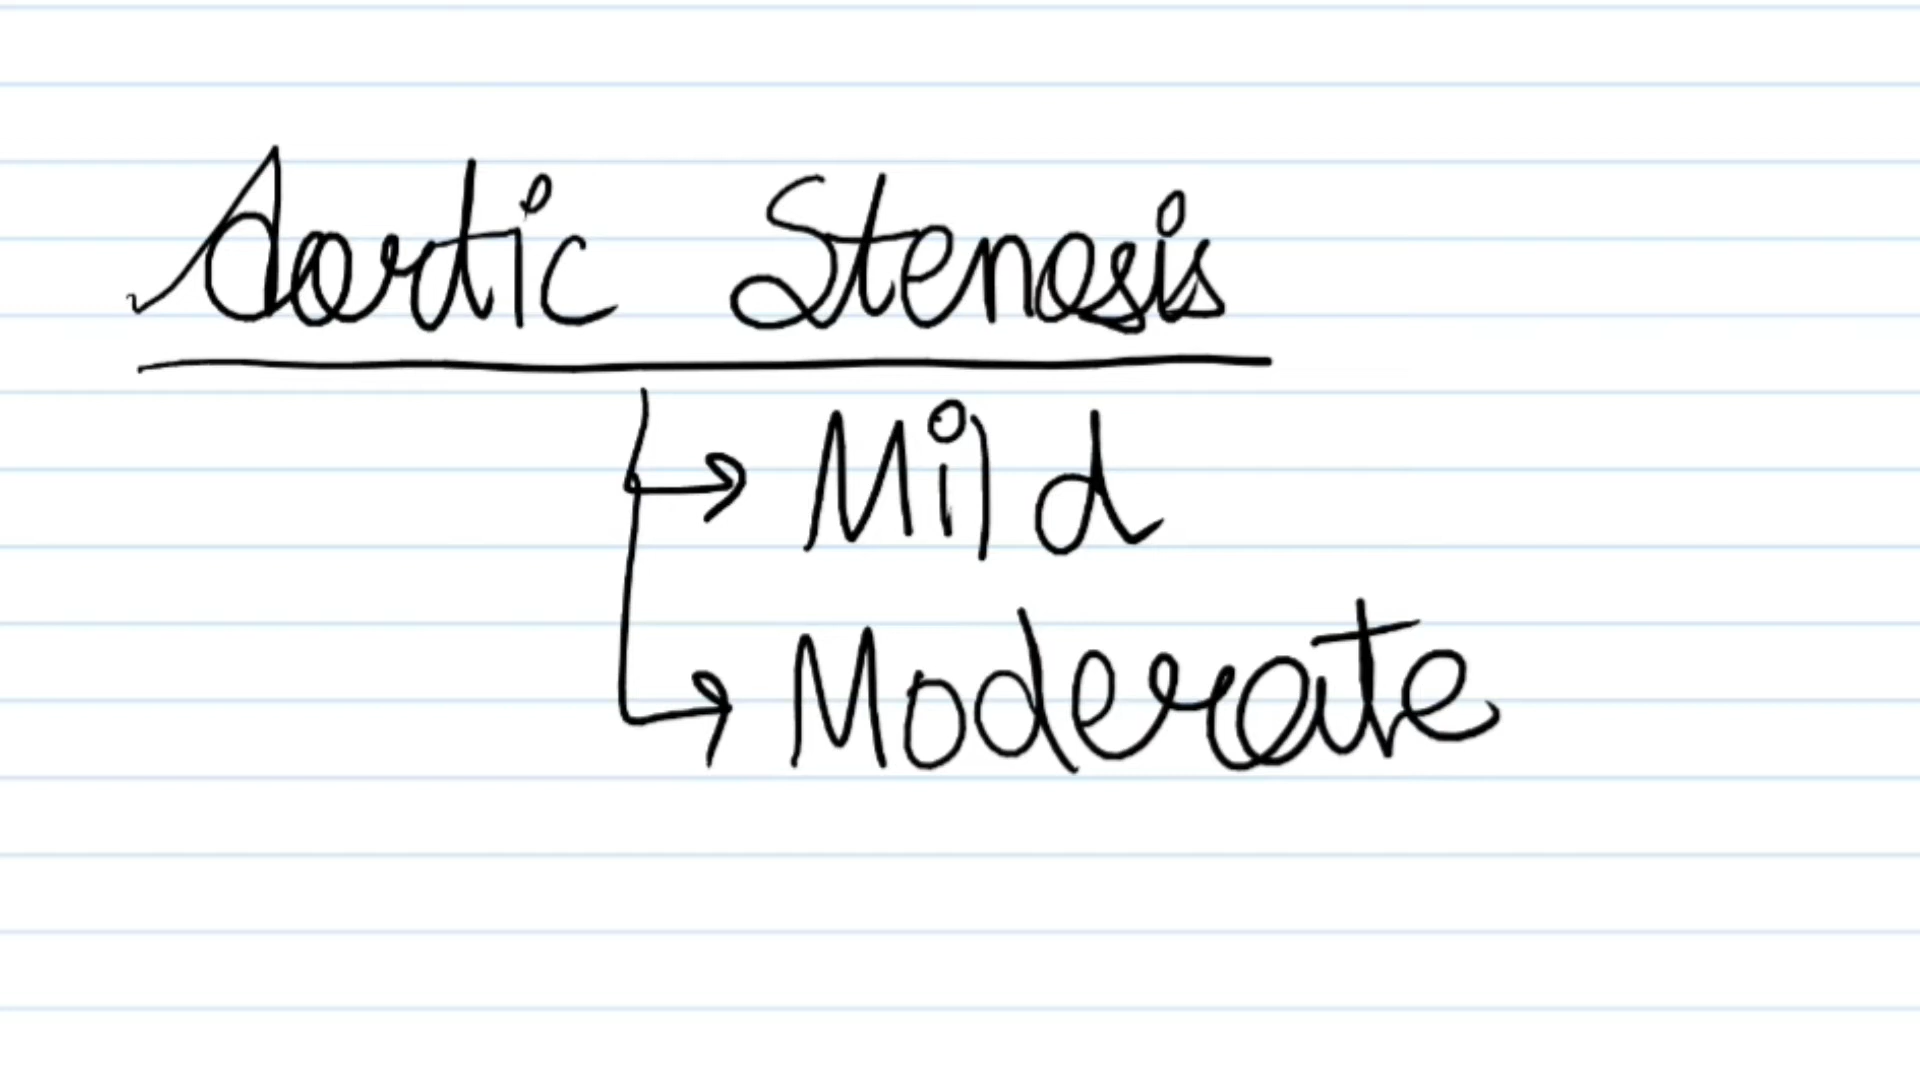 Aortic Stenosis
→ Mild
→ Moderate